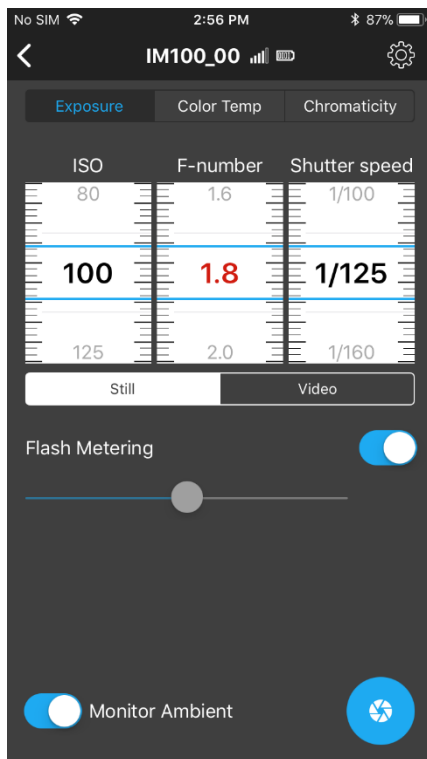 No SIM 2:56 PM 87%
IM100_00
Exposure Color Temp Chromaticity
ISO F-number Shutter speed
80 1.6 1/100
100 1.8 1/125
125 2.0 1/160
Still Video
Flash Metering
Monitor Ambient